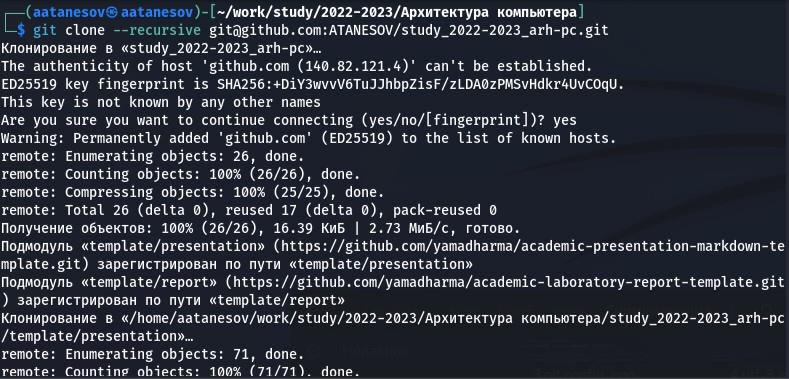 ┌──(aatanesov㉿aatanesov)-[~/work/study/2022-2023/Архитектура компьютера]
└─$ git clone --recursive git@github.com:ATANESOV/study_2022-2023_arh-pc.git
Клонирование в «study_2022-2023_arh-pc»…
The authenticity of host 'github.com (140.82.121.4)' can't be established.
ED25519 key fingerprint is SHA256:+DiY3wvvV6TuJJhbpZisF/zLDA0zPMSvHdkr4UvCOqU.
This key is not known by any other names
Are you sure you want to continue connecting (yes/no/[fingerprint])? yes
Warning: Permanently added 'github.com' (ED25519) to the list of known hosts.
remote: Enumerating objects: 26, done.
remote: Counting objects: 100% (26/26), done.
remote: Compressing objects: 100% (25/25), done.
remote: Total 26 (delta 0), reused 17 (delta 0), pack-reused 0
Получение объектов: 100% (26/26), 16.39 КиБ | 2.73 МиБ/с, готово.
Подмодуль «template/presentation» (https://github.com/yamadharma/academic-presentation-markdown-te
mplate.git) зарегистрирован по пути «template/presentation»
Подмодуль «template/report» (https://github.com/yamadharma/academic-laboratory-report-template.git
) зарегистрирован по пути «template/report»
Клонирование в «/home/aatanesov/work/study/2022-2023/Архитектура компьютера/study_2022-2023_arh-pc
/template/presentation»…
remote: Enumerating objects: 71, done.
remote: Counting objects: 100% (71/71), done.